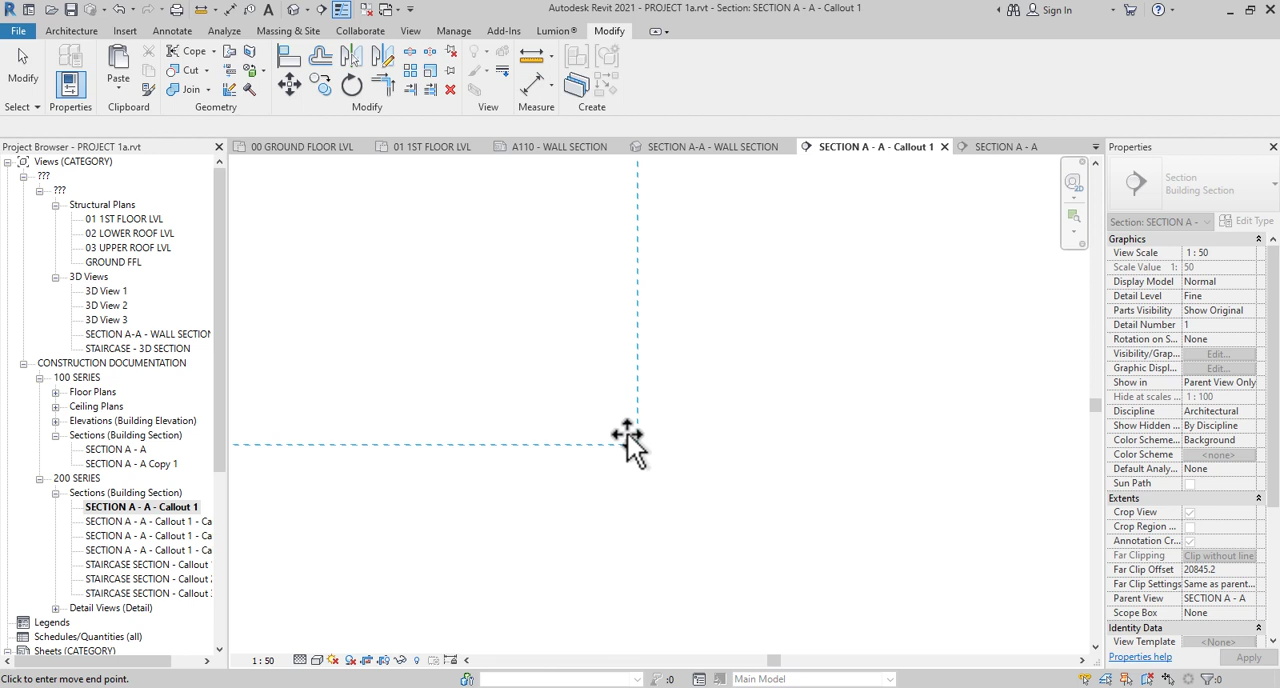 Autodesk Revit 2021 - PROJECT 1a.rvt - Section: SECTION A - A - Callout 1
Sign In
File Architecture Insert Annotate Analyze Massing & Site Collaborate View Manage Add-Ins Lumion® Modify
Modify Paste Cope Cut Join
Select Properties Clipboard Geometry Modify View Measure Create
Project Browser - PROJECT 1a.rvt
Views (CATEGORY)
???
???
Structural Plans
01 1ST FLOOR LVL
02 LOWER ROOF LVL
03 UPPER ROOF LVL
GROUND FFL
3D Views
3D View 1
3D View 2
3D View 3
SECTION A-A - WALL SECTION
STAIRCASE - 3D SECTION
CONSTRUCTION DOCUMENTATION
100 SERIES
Floor Plans
Ceiling Plans
Elevations (Building Elevation)
Sections (Building Section)
SECTION A - A
SECTION A - A Copy 1
200 SERIES
Sections (Building Section)
SECTION A - A - Callout 1
SECTION A - A - Callout 1 - Ca
SECTION A - A - Callout 1 - Ca
SECTION A - A - Callout 1 - Ca
STAIRCASE SECTION - Callout
STAIRCASE SECTION - Callout
STAIRCASE SECTION - Callout
Detail Views (Detail)
Legends
Schedules/Quantities (all)
Sheets (CATEGORY)
00 GROUND FLOOR LVL 01 1ST FLOOR LVL A110 - WALL SECTION SECTION A-A - WALL SECTION SECTION A - A - Callout 1 SECTION A - A
2D
Properties
Section
Building Section
Section: SECTION A - Edit Type
Graphics
View Scale 1 : 50
Scale Value 1: 50
Display Model Normal
Detail Level Fine
Parts Visibility Show Original
Detail Number 1
Rotation on S... None
Visibility/Grap... Edit...
Graphic Displ... Edit...
Show in Parent View Only
Hide at scales ... 1 : 100
Discipline Architectural
Show Hidden ... By Discipline
Color Scheme... Background
Color Scheme <none>
Default Analy... None
Sun Path
Extents
Crop View
Crop Region ...
Annotation Cr...
Far Clipping Clip without line
Far Clip Offset 20845.2
Far Clip Settings Same as parent...
Parent View SECTION A - A
Scope Box None
Identity Data
View Template <None>
Properties help Apply
1 : 50
Click to enter move end point. :0 Main Model :0